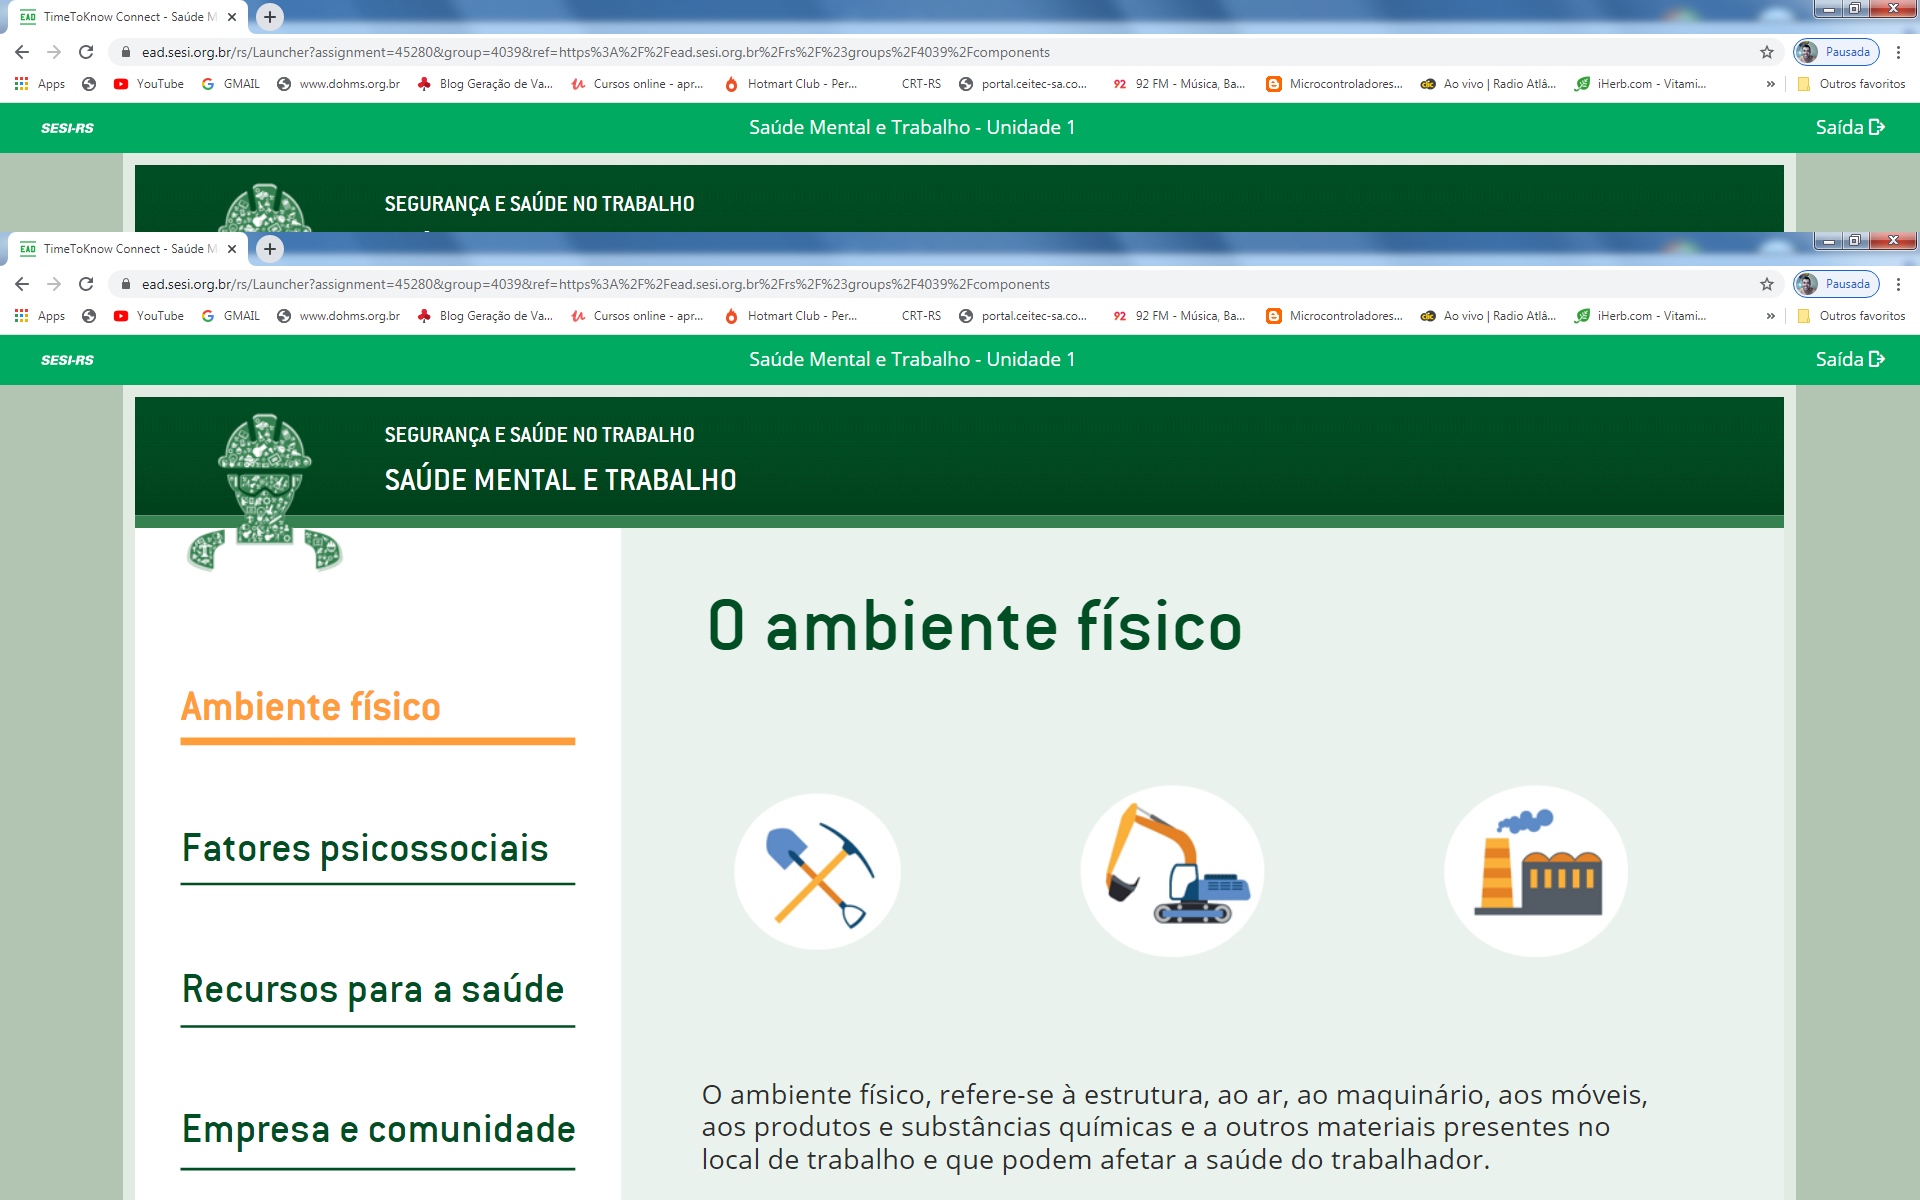 EAD TimeToKnow Connect - Saúde M
ead.sesi.org.br/rs/Launcher?assignment=45280&group=4039&ref=https%3A%2F%2Fead.sesi.org.br%2Frs%2F%23groups%2F4039%2Fcomponents
Pausada
Apps YouTube GMAIL www.dohms.org.br Blog Geração de Va... Cursos online - apr... Hotmart Club - Per... CRT-RS portal.ceitec-sa.co... 92 92 FM - Música, Ba... Microcontroladores... Ao vivo | Radio Atlâ... iHerb.com - Vitami... » Outros favoritos
SESI-RS Saúde Mental e Trabalho - Unidade 1 Saída
SEGURANÇA E SAÚDE NO TRABALHO
EAD TimeToKnow Connect - Saúde M
ead.sesi.org.br/rs/Launcher?assignment=45280&group=4039&ref=https%3A%2F%2Fead.sesi.org.br%2Frs%2F%23groups%2F4039%2Fcomponents
Pausada
Apps YouTube GMAIL www.dohms.org.br Blog Geração de Va... Cursos online - apr... Hotmart Club - Per... CRT-RS portal.ceitec-sa.co... 92 92 FM - Música, Ba... Microcontroladores... Ao vivo | Radio Atlâ... iHerb.com - Vitami... » Outros favoritos
SESI-RS Saúde Mental e Trabalho - Unidade 1 Saída
SEGURANÇA E SAÚDE NO TRABALHO
SAÚDE MENTAL E TRABALHO
Ambiente físico
Fatores psicossociais
Recursos para a saúde
Empresa e comunidade
O ambiente físico
O ambiente físico, refere-se à estrutura, ao ar, ao maquinário, aos móveis,
aos produtos e substâncias químicas e a outros materiais presentes no
local de trabalho e que podem afetar a saúde do trabalhador.